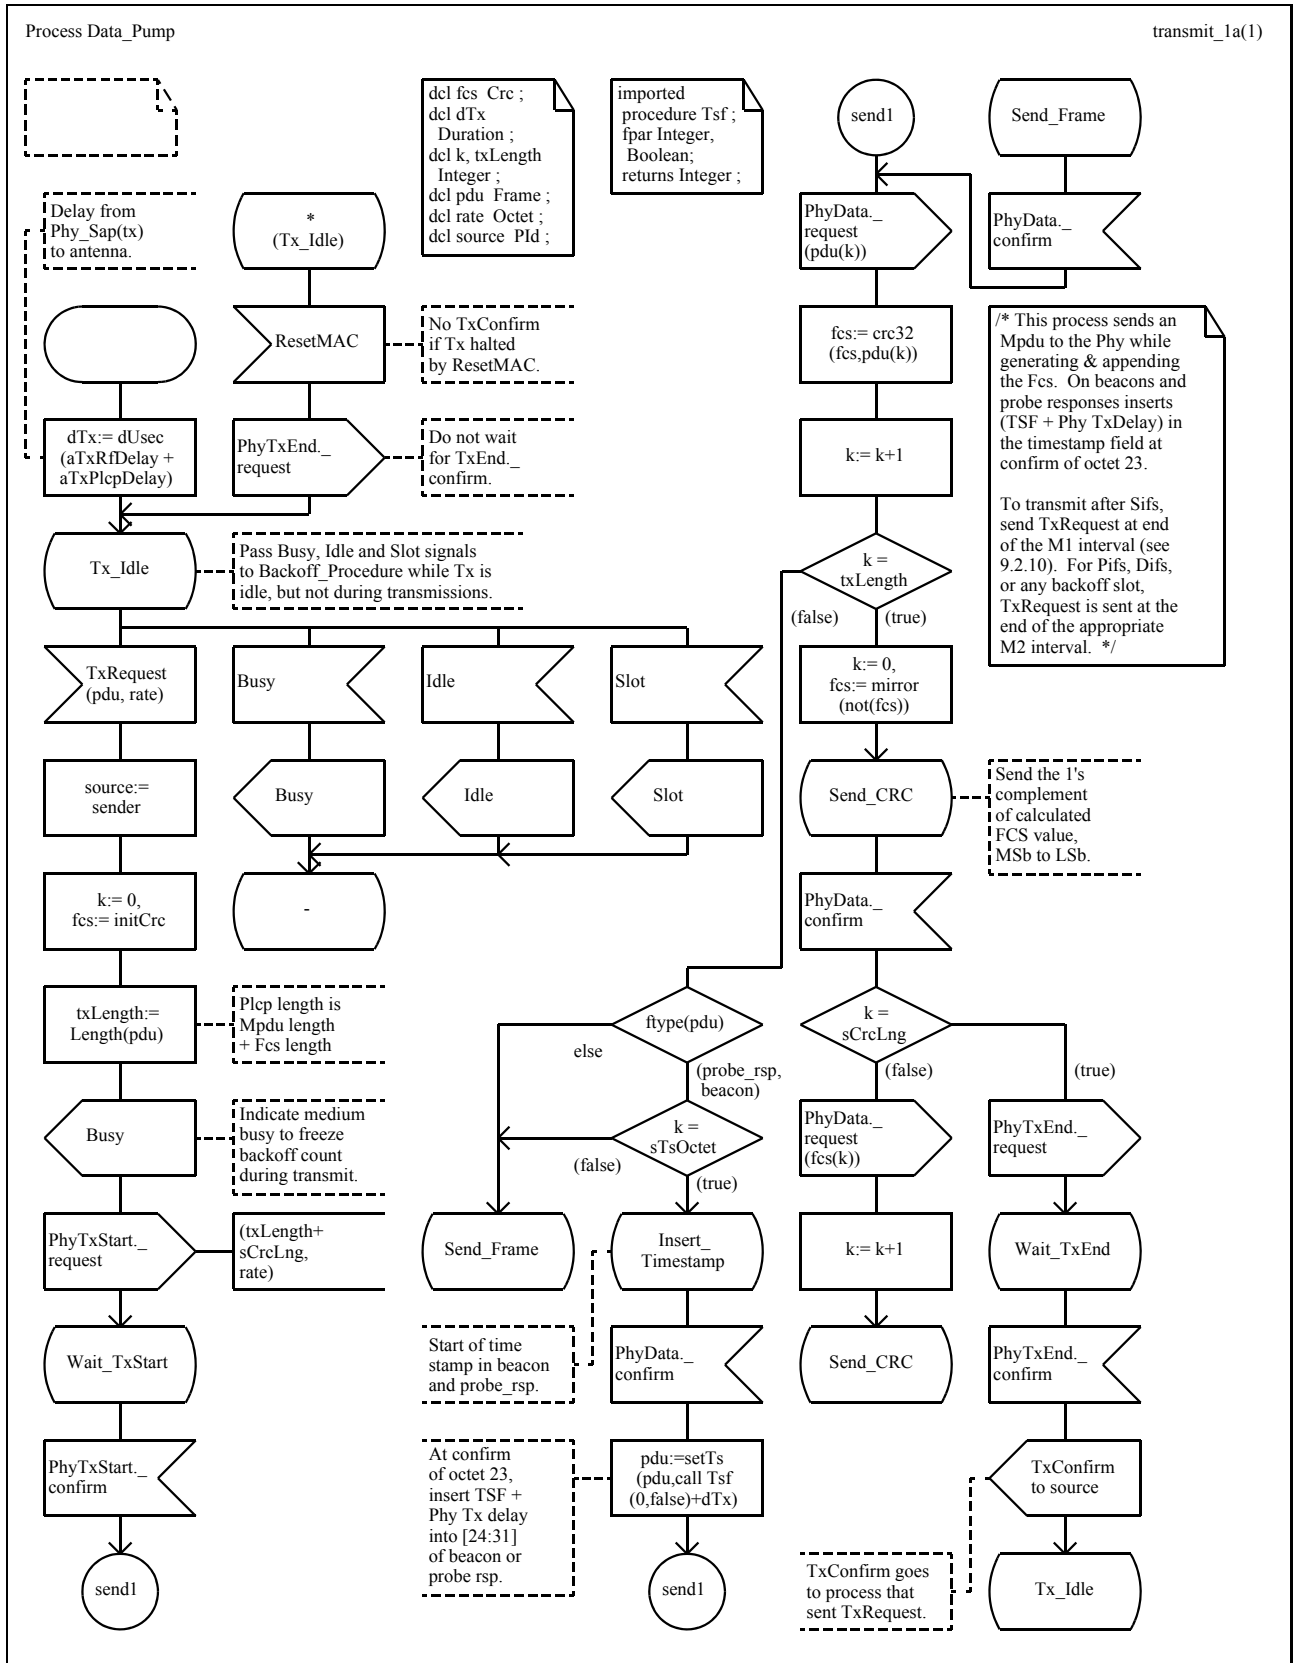 Process Data_Pump
transmit_1a(1)
dcl fcs Crc ;
dcl dTx
Duration ;
dcl k, txLength
Integer ;
dcl pdu Frame ;
dcl rate Octet ;
dcl source PId ;
imported
procedure Tsf ;
fpar Integer,
Boolean;
returns Integer ;
Delay from
Phy_Sap(tx)
to antenna.
*
(Tx_Idle)
ResetMAC
No TxConfirm
if Tx halted
by ResetMAC.
dTx:= dUsec
(aTxRfDelay +
aTxPlcpDelay)
PhyTxEnd._
request
Do not wait
for TxEnd._
confirm.
Tx_Idle
Pass Busy, Idle and Slot signals
to Backoff_Procedure while Tx is
idle, but not during transmissions.
TxRequest
(pdu, rate)
Busy
Idle
Slot
source:=
sender
Busy
Idle
Slot
k:= 0,
fcs:= initCrc
-
txLength:=
Length(pdu)
Plcp length is
Mpdu length
+ Fcs length
Busy
Indicate medium
busy to freeze
backoff count
during transmit.
PhyTxStart._
request
(txLength+
sCrcLng,
rate)
Wait_TxStart
PhyTxStart._
confirm
send1
send1
Send_Frame
PhyData._
request
(pdu(k))
PhyData._
confirm
fcs:= crc32
(fcs,pdu(k))
k:= k+1
/* This process sends an
Mpdu to the Phy while
generating & appending
the Fcs. On beacons and
probe responses inserts
(TSF + Phy TxDelay) in
the timestamp field at
confirm of octet 23.
To transmit after Sifs,
send TxRequest at end
of the M1 interval (see
9.2.10). For Pifs, Difs,
or any backoff slot,
TxRequest is sent at the
end of the appropriate
M2 interval. */
k =
txLength
(false)
(true)
k:= 0,
fcs:= mirror
(not(fcs))
Send_CRC
Send the 1's
complement
of calculated
FCS value,
MSb to LSb.
PhyData._
confirm
ftype(pdu)
else
(probe_rsp,
beacon)
k =
sTsOctet
(false)
(true)
Send_Frame
Insert_
Timestamp
Start of time
stamp in beacon
and probe_rsp.
PhyData._
confirm
At confirm
of octet 23,
insert TSF +
Phy Tx delay
into [24:31]
of beacon or
probe rsp.
pdu:=setTs
(pdu,call Tsf
(0,false)+dTx)
send1
k =
sCrcLng
(false)
(true)
PhyData._
request
(fcs(k))
PhyTxEnd._
request
k:= k+1
Wait_TxEnd
Send_CRC
PhyTxEnd._
confirm
TxConfirm
to source
TxConfirm goes
to process that
sent TxRequest.
Tx_Idle